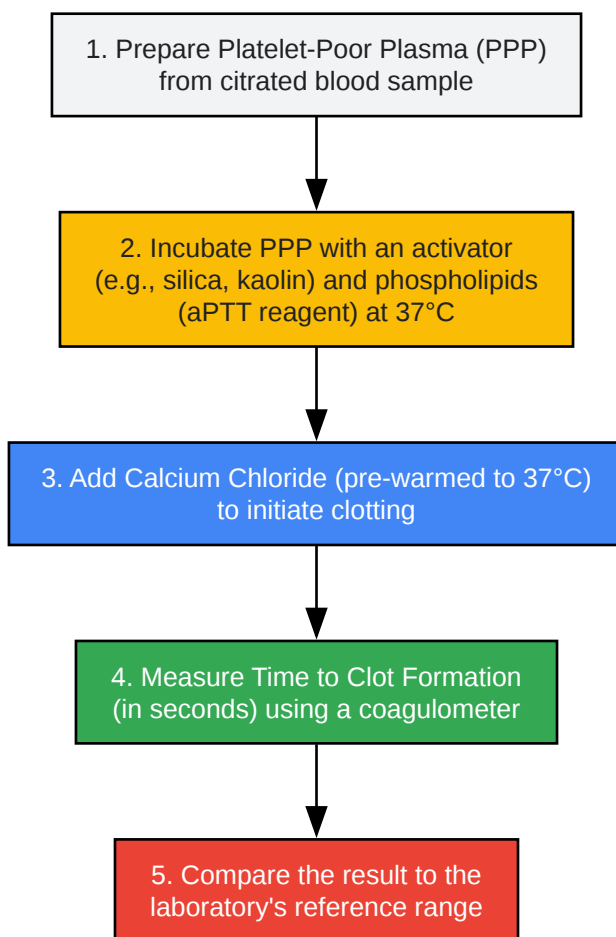 1. Prepare Platelet-Poor Plasma (PPP)
from citrated blood sample
2. Incubate PPP with an activator
(e.g., silica, kaolin) and phospholipids
(aPTT reagent) at 37°C
3. Add Calcium Chloride (pre-warmed to 37°C)
to initiate clotting
4. Measure Time to Clot Formation
(in seconds) using a coagulometer
5. Compare the result to the
laboratory's reference range